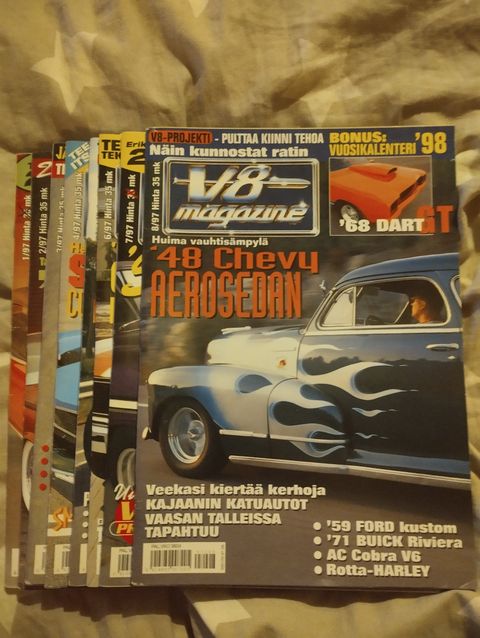 V8-PROJEKTI - PULTTAA KIINNI TEHOA
Näin kunnostat ratin
V8
magazine
BONUS:
VUOSIKALENTERI '98
'68 DART GT
Huima vauhtisämpylä
'48 Chevy
AEROSEDAN
Veekasi kiertää kerhoja
KAJAANIN KATUAUTOT
VAASAN TALLEISSA
TAPAHTUU
• '59 FORD kustom
• '71 BUICK Riviera
• AC Cobra V6
• Rotta-HARLEY
8/97 Hinta 35 mk
7/97 Hinta 35 mk
6/97 Hinta 35 mk
4/97 Hinta 35 mk
2/97 Hinta 35 mk
1/97 Hinta